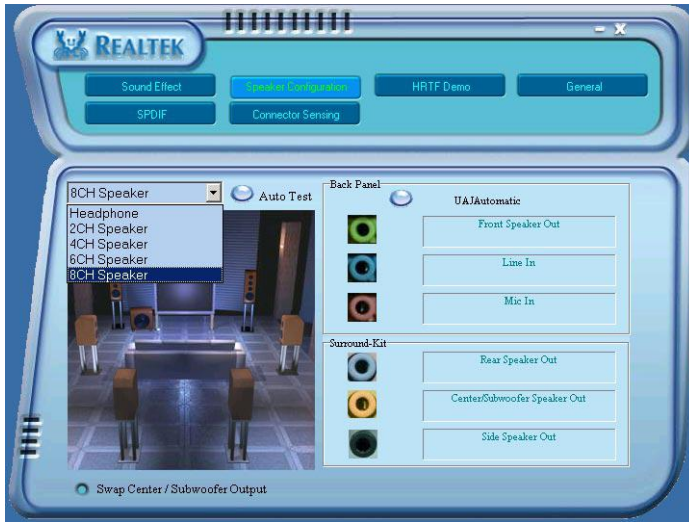 REALTEK
Sound Effect
Speaker Configuration
HRTF Demo
General
SPDIF
Connector Sensing
8CH Speaker
Auto Test
Headphone
2CH Speaker
4CH Speaker
6CH Speaker
8CH Speaker
Back Panel
UAJAutomatic
Front Speaker Out
Line In
Mic In
Surround-Kit
Rear Speaker Out
Center/Subwoofer Speaker Out
Side Speaker Out
Swap Center / Subwoofer Output